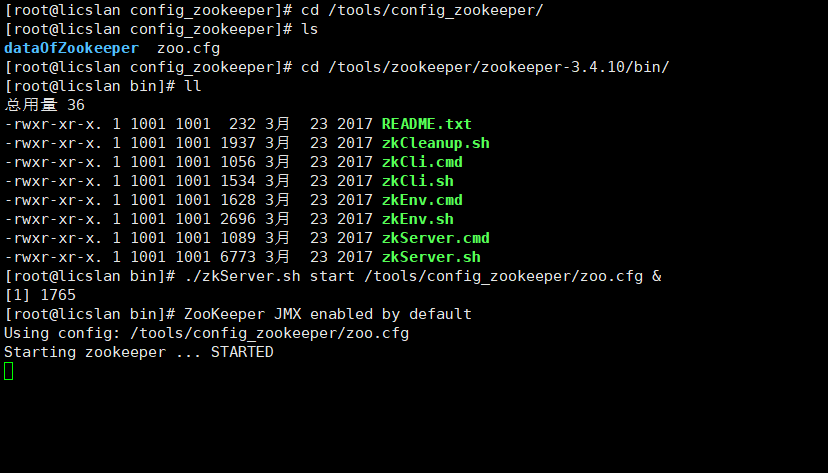 [root@licslan config_zookeeper]# cd /tools/config_zookeeper/
[root@licslan config_zookeeper]# ls
dataOfZookeeper  zoo.cfg
[root@licslan config_zookeeper]# cd /tools/zookeeper/zookeeper-3.4.10/bin/
[root@licslan bin]# ll
总用量 36
-rwxr-xr-x. 1 1001 1001  232 3月  23 2017 README.txt
-rwxr-xr-x. 1 1001 1001 1937 3月  23 2017 zkCleanup.sh
-rwxr-xr-x. 1 1001 1001 1056 3月  23 2017 zkCli.cmd
-rwxr-xr-x. 1 1001 1001 1534 3月  23 2017 zkCli.sh
-rwxr-xr-x. 1 1001 1001 1628 3月  23 2017 zkEnv.cmd
-rwxr-xr-x. 1 1001 1001 2696 3月  23 2017 zkEnv.sh
-rwxr-xr-x. 1 1001 1001 1089 3月  23 2017 zkServer.cmd
-rwxr-xr-x. 1 1001 1001 6773 3月  23 2017 zkServer.sh
[root@licslan bin]# ./zkServer.sh start /tools/config_zookeeper/zoo.cfg &
[1] 1765
[root@licslan bin]# ZooKeeper JMX enabled by default
Using config: /tools/config_zookeeper/zoo.cfg
Starting zookeeper ... STARTED